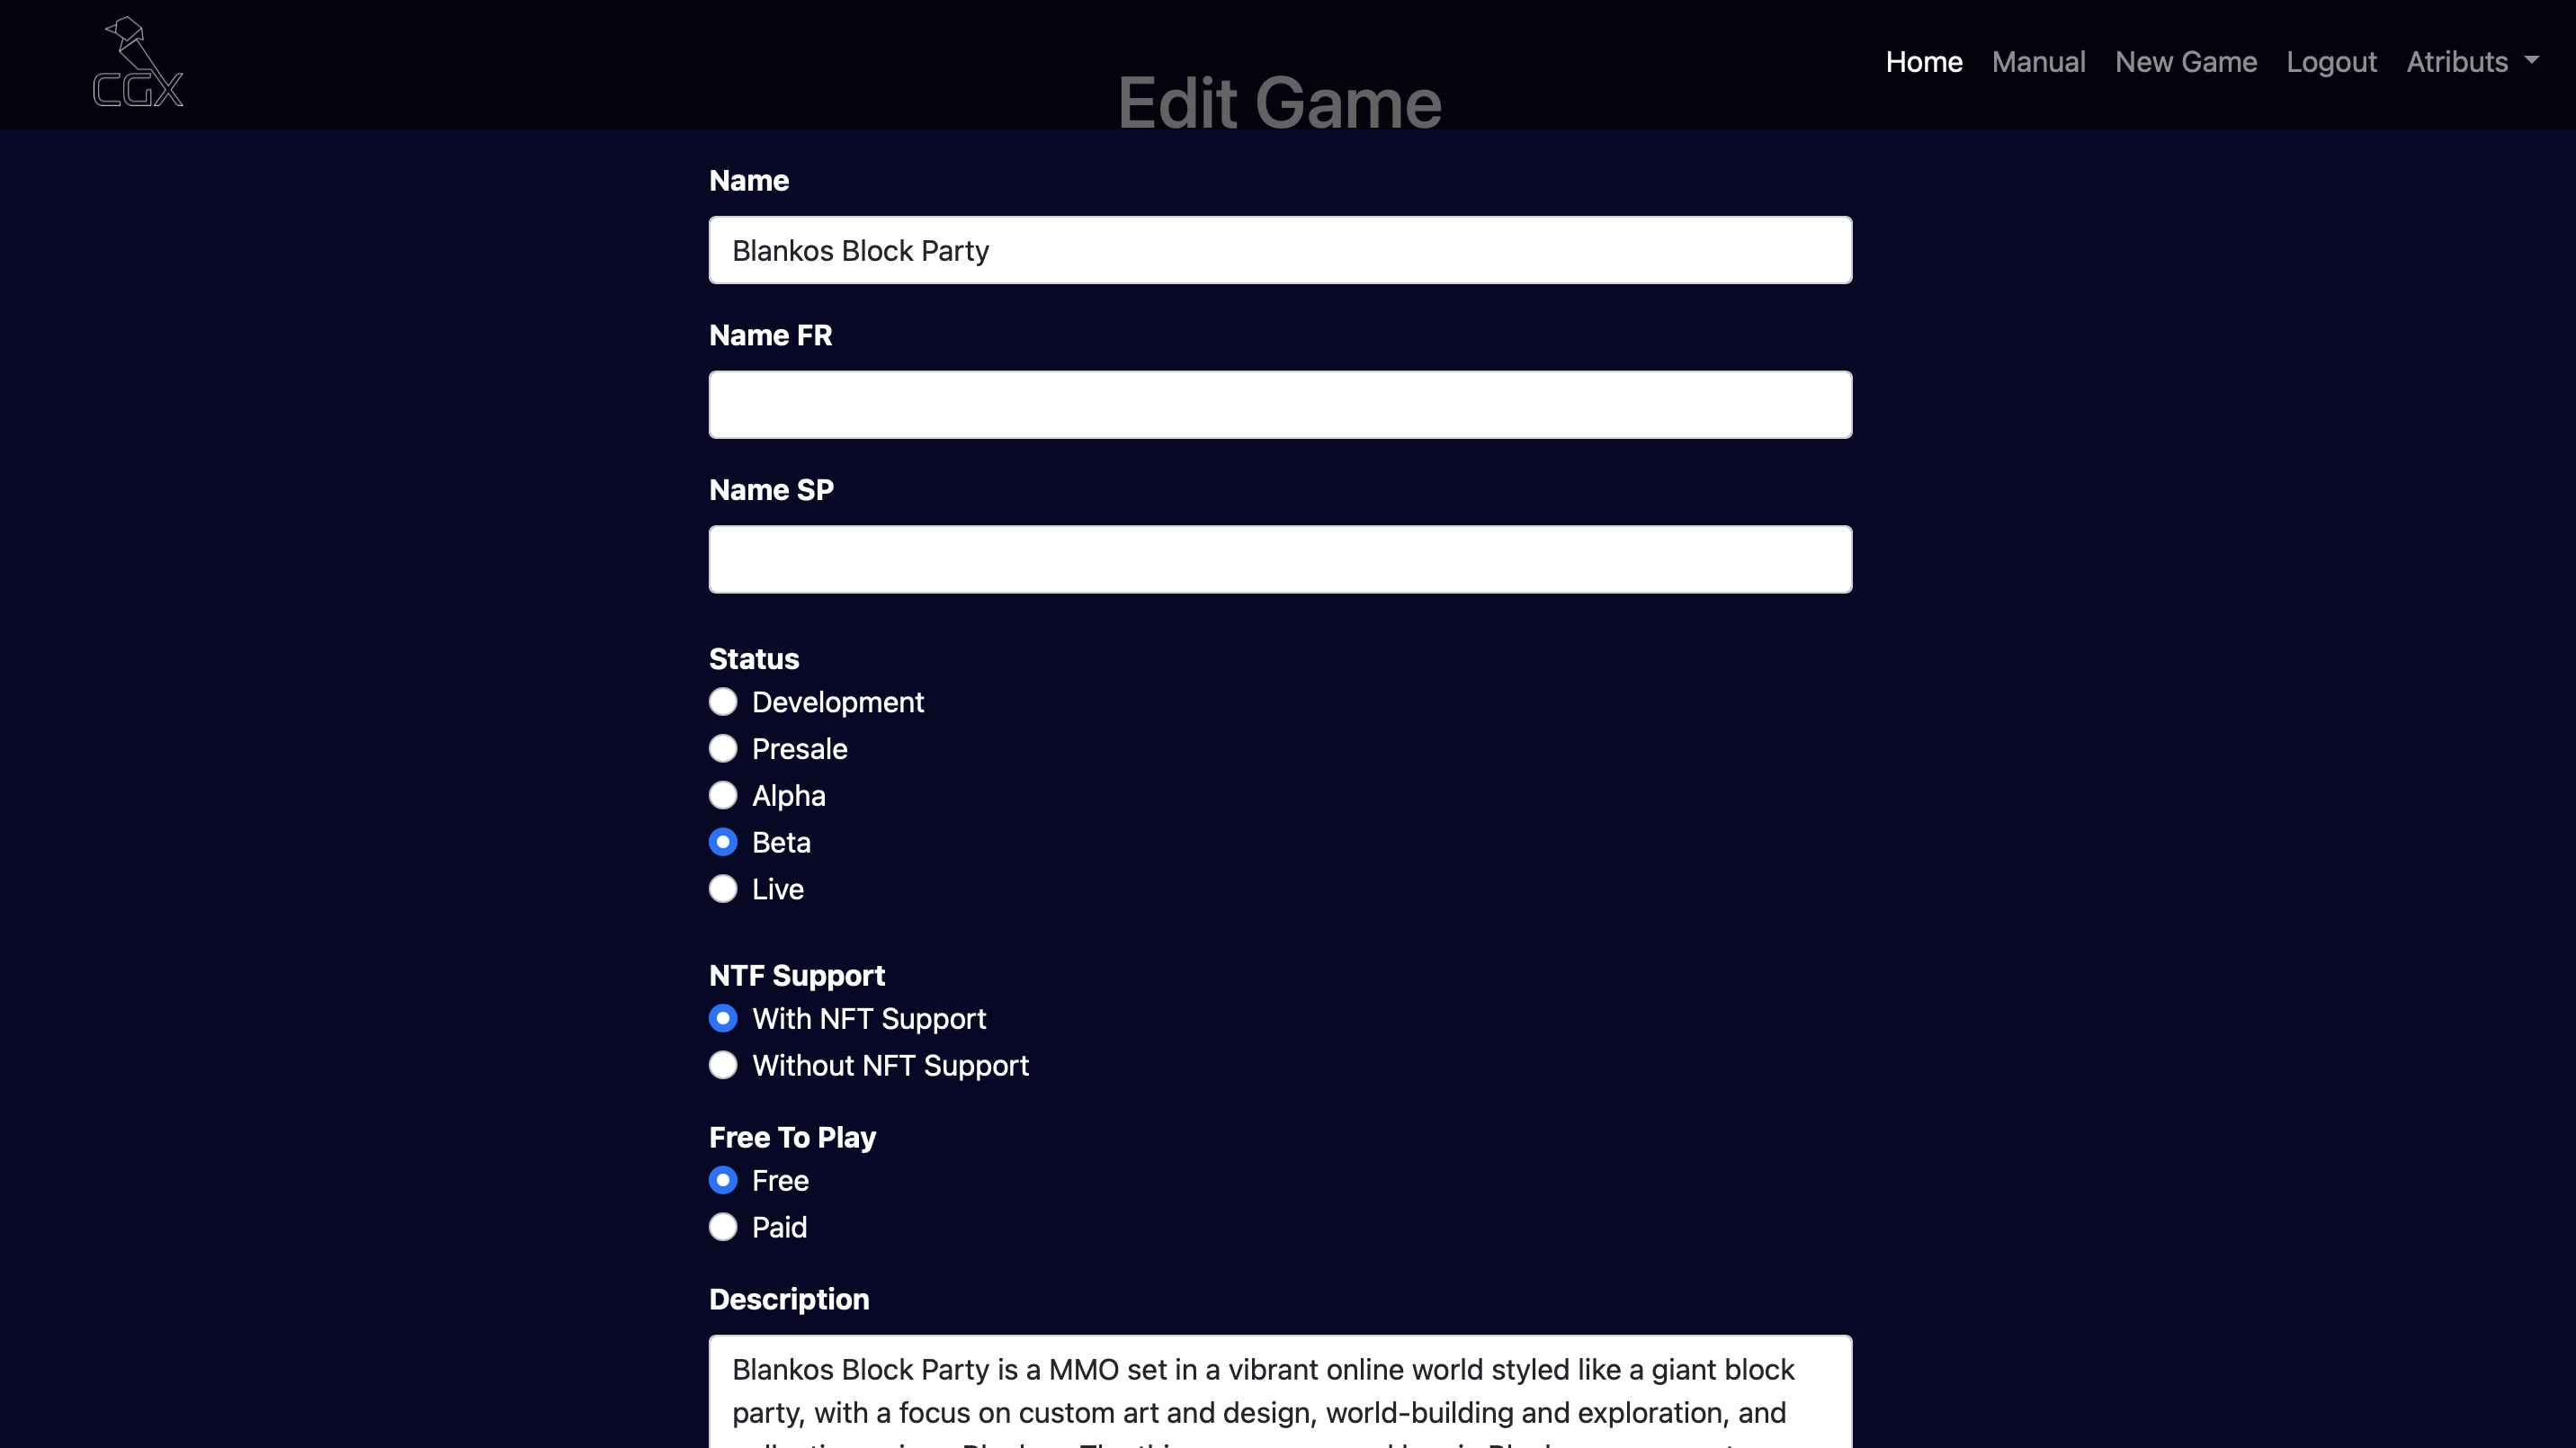 CGX
Home Manual New Game Logout Atributs
Edit Game
Name
Blankos Block Party
Name FR
Name SP
Status
Development
Presale
Alpha
Beta
Live
NTF Support
With NFT Support
Without NFT Support
Free To Play
Free
Paid
Description
Blankos Block Party is a MMO set in a vibrant online world styled like a giant block
party, with a focus on custom art and design, world-building and exploration, and